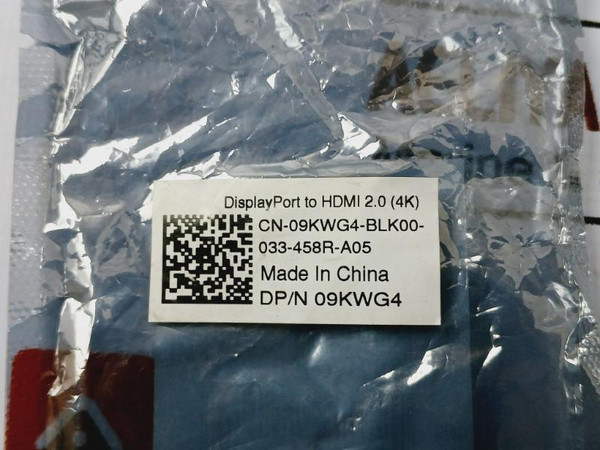 DisplayPort to HDMI 2.0 (4K)
CN-09KWG4-BLK00-
033-458R-A05
Made In China
DP/N 09KWG4